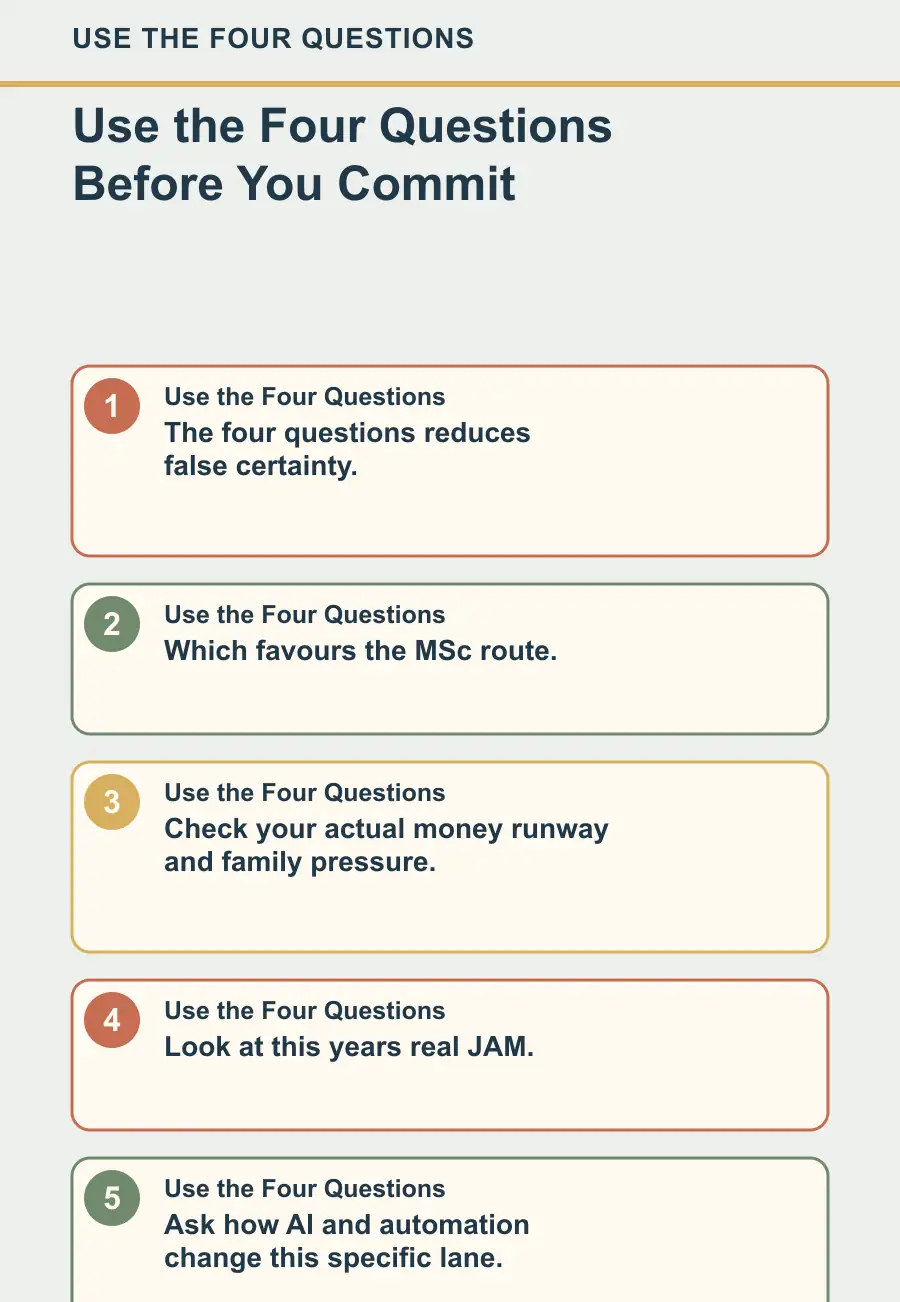 USE THE FOUR QUESTIONS
Use the Four Questions
Before You Commit
1
Use the Four Questions
The four questions reduces
false certainty.
2
Use the Four Questions
Which favours the MSc route.
3
Use the Four Questions
Check your actual money runway
and family pressure.
4
Use the Four Questions
Look at this years real JAM.
5
Use the Four Questions
Ask how AI and automation
change this specific lane.